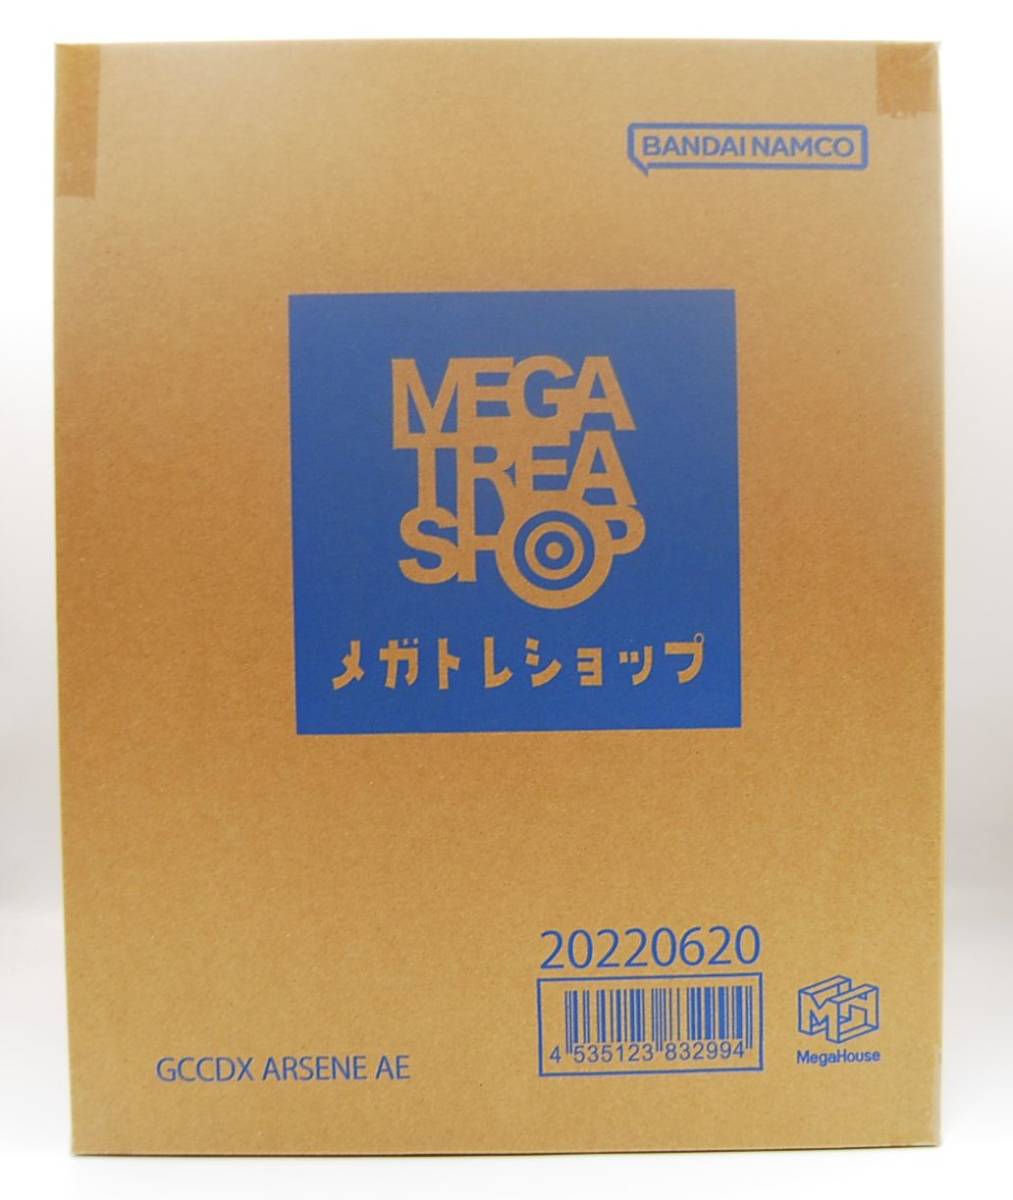 BANDAI NAMCO
MEGA
TREA
SHOP
メガトレショップ
20220620
4 535123 832994
MegaHouse
GCCDX ARSENE AE